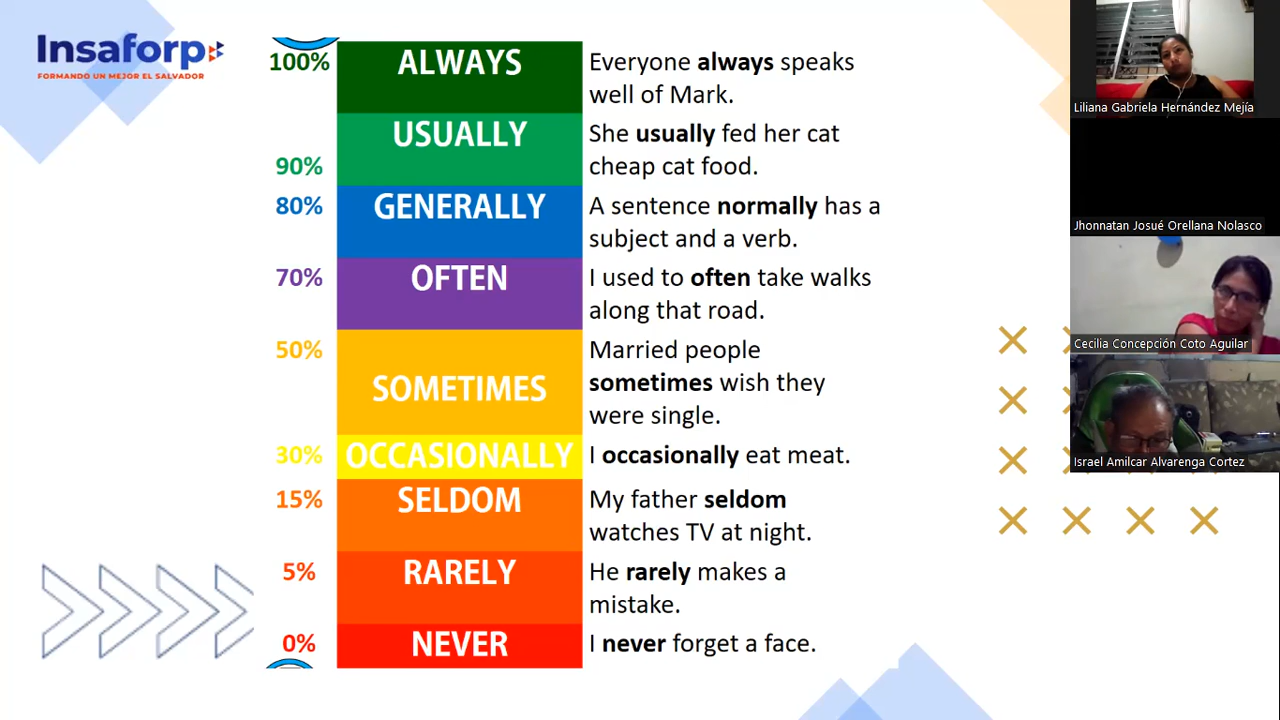 Insaforp
FORMANDO UN MEJOR EL SALVADOR
100% ALWAYS Everyone always speaks
well of Mark.
USUALLY She usually fed her cat
90% cheap cat food.
80% GENERALLY A sentence normally has a
subject and a verb.
70% OFTEN I used to often take walks
along that road.
50% Married people
SOMETIMES sometimes wish they
were single.
30% OCCASIONALLY I occasionally eat meat.
15% SELDOM My father seldom
watches TV at night.
5% RARELY He rarely makes a
mistake.
0% NEVER I never forget a face.
Liliana Gabriela Hernández Mejía
Jhonnatan Josué Orellana Nolasco
Cecilia Concepción Coto Aguilar
Israel Amilcar Alvarenga Cortez